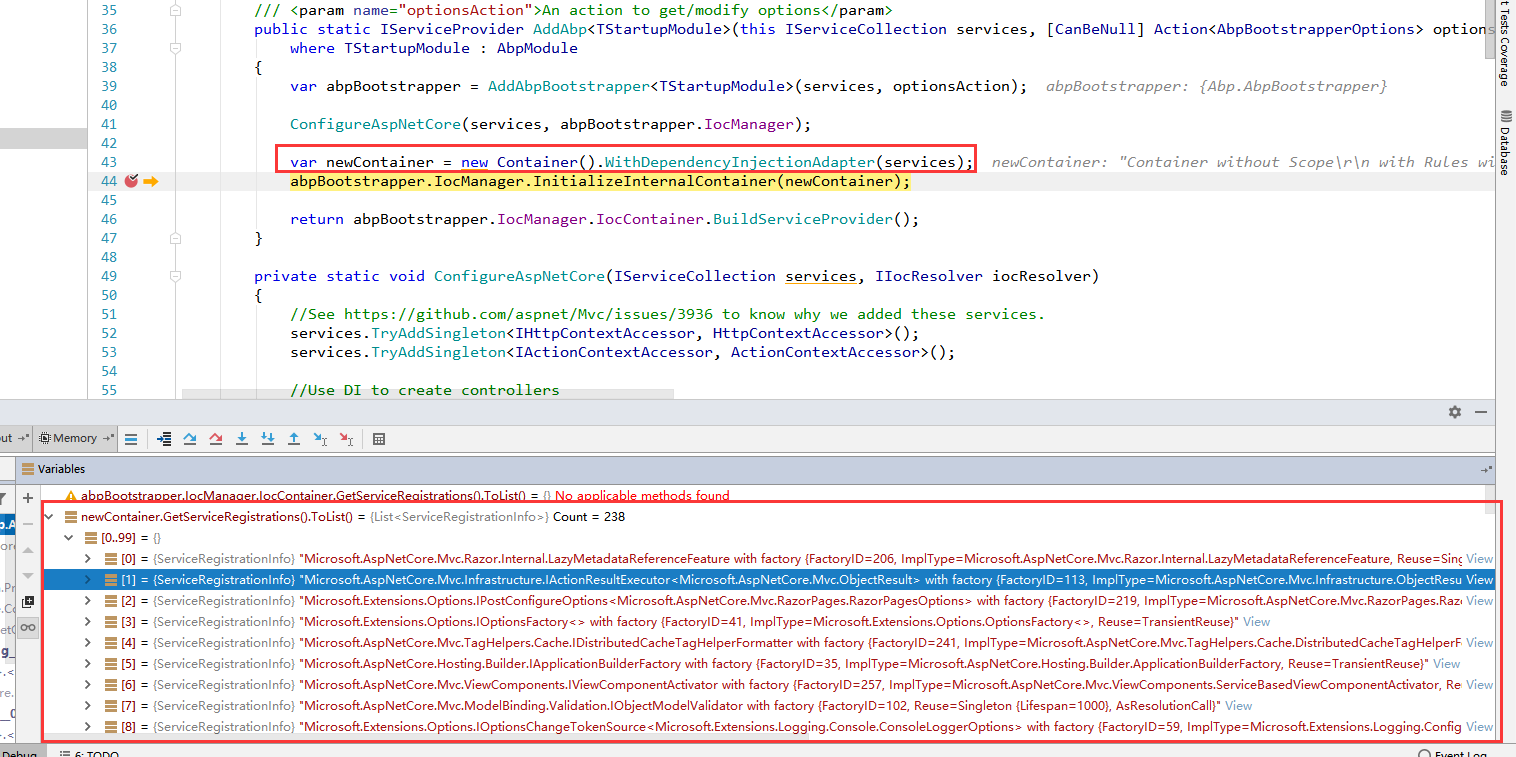 35 /// <param name="optionsAction">An action to get/modify options</param>
36 public static IServiceProvider AddAbp<TStartupModule>(this IServiceCollection services, [CanBeNull] Action<AbpBootstrapperOptions> options
37 where TStartupModule : AbpModule
38 {
39 var abpBootstrapper = AddAbpBootstrapper<TStartupModule>(services, optionsAction); abpBootstrapper: {Abp.AbpBootstrapper}
40
41 ConfigureAspNetCore(services, abpBootstrapper.IocManager);
42
43 var newContainer = new Container().WithDependencyInjectionAdapter(services); newContainer: "Container without Scope\r\n with Rules wi
44 abpBootstrapper.IocManager.InitializeInternalContainer(newContainer);
45
46 return abpBootstrapper.IocManager.IocContainer.BuildServiceProvider();
47 }
48
49 private static void ConfigureAspNetCore(IServiceCollection services, IIocResolver iocResolver)
50 {
51 //See https://github.com/aspnet/Mvc/issues/3936 to know why we added these services.
52 services.TryAddSingleton<IHttpContextAccessor, HttpContextAccessor>();
53 services.TryAddSingleton<IActionContextAccessor, ActionContextAccessor>();
54
55 //Use DI to create controllers
t Tests Coverage
Database
out
Memory
Variables
abpBootstrapper.IocManager.IocContainer.GetServiceRegistrations().ToList() = {} No applicable methods found
newContainer.GetServiceRegistrations().ToList() = {List<ServiceRegistrationInfo>} Count = 238
[0..99] = {}
[0] = {ServiceRegistrationInfo} "Microsoft.AspNetCore.Mvc.Razor.Internal.LazyMetadataReferenceFeature with factory {FactoryID=206, ImplType=Microsoft.AspNetCore.Mvc.Razor.Internal.LazyMetadataReferenceFeature, Reuse=Sing View
[1] = {ServiceRegistrationInfo} "Microsoft.AspNetCore.Mvc.Infrastructure.IActionResultExecutor<Microsoft.AspNetCore.Mvc.ObjectResult> with factory {FactoryID=113, ImplType=Microsoft.AspNetCore.Mvc.Infrastructure.ObjectResu View
[2] = {ServiceRegistrationInfo} "Microsoft.Extensions.Options.IPostConfigureOptions<Microsoft.AspNetCore.Mvc.RazorPages.RazorPagesOptions> with factory {FactoryID=219, ImplType=Microsoft.AspNetCore.Mvc.RazorPages.Razo View
[3] = {ServiceRegistrationInfo} "Microsoft.Extensions.Options.IOptionsFactory<> with factory {FactoryID=41, ImplType=Microsoft.Extensions.Options.OptionsFactory<>, Reuse=TransientReuse}" View
[4] = {ServiceRegistrationInfo} "Microsoft.AspNetCore.Mvc.TagHelpers.Cache.IDistributedCacheTagHelperFormatter with factory {FactoryID=241, ImplType=Microsoft.AspNetCore.Mvc.TagHelpers.Cache.DistributedCacheTagHelperF View
[5] = {ServiceRegistrationInfo} "Microsoft.AspNetCore.Hosting.Builder.IApplicationBuilderFactory with factory {FactoryID=35, ImplType=Microsoft.AspNetCore.Hosting.Builder.ApplicationBuilderFactory, Reuse=TransientReuse}" View
[6] = {ServiceRegistrationInfo} "Microsoft.AspNetCore.Mvc.ViewComponents.IViewComponentActivator with factory {FactoryID=257, ImplType=Microsoft.AspNetCore.Mvc.ViewComponents.ServiceBasedViewComponentActivator, Re View
[7] = {ServiceRegistrationInfo} "Microsoft.AspNetCore.Mvc.ModelBinding.Validation.IObjectModelValidator with factory {FactoryID=102, Reuse=Singleton {Lifespan=1000}, AsResolutionCall}" View
[8] = {ServiceRegistrationInfo} "Microsoft.Extensions.Options.IOptionsChangeTokenSource<Microsoft.Extensions.Logging.Console.ConsoleLoggerOptions> with factory {FactoryID=59, ImplType=Microsoft.Extensions.Logging.Config View
Debug
6: TODO
Event Log